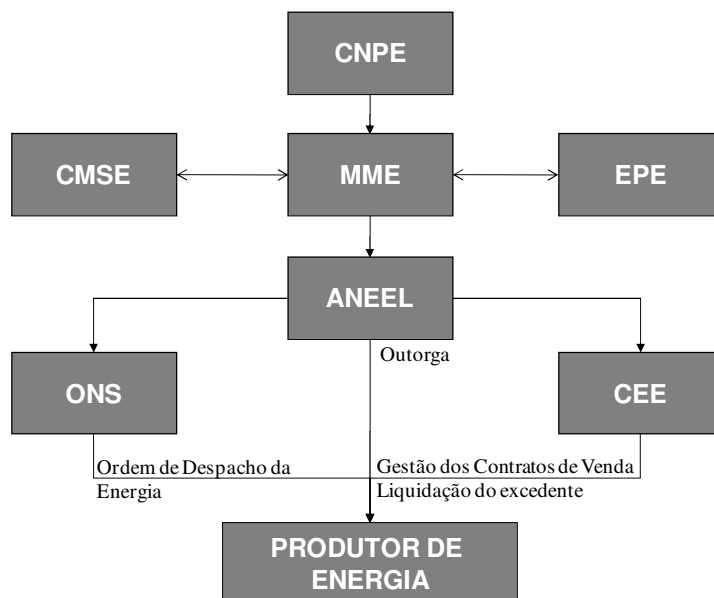 CNPE
CMSE
MME
EPE
ANEEL
Outorga
ONS
CEE
Ordem de Despacho da
Energia
Gestão dos Contratos de Venda
Liquidação do excedente
PRODUTOR DE
ENERGIA